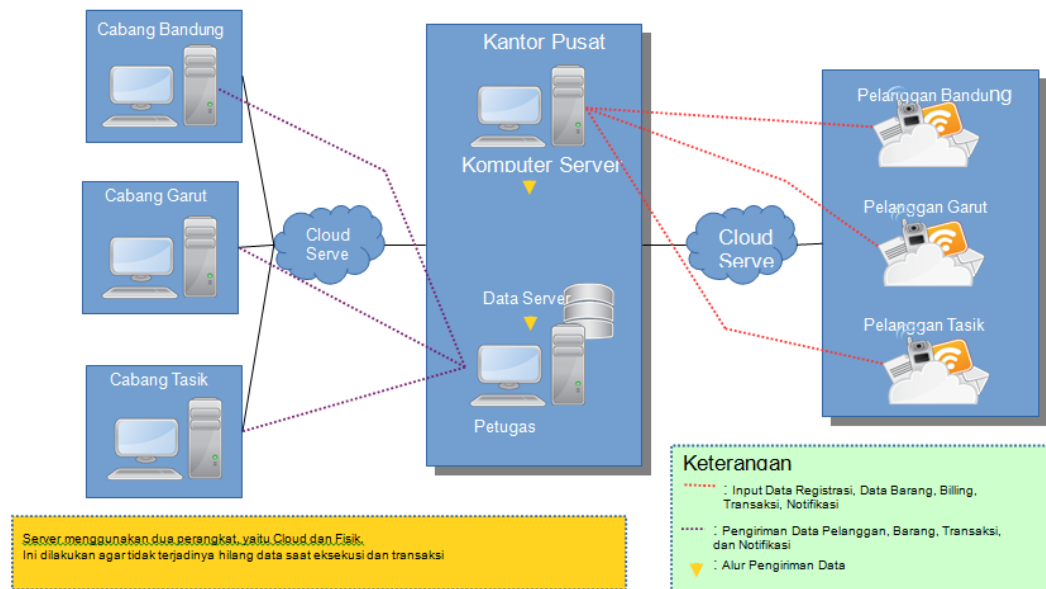 Cabang Bandung
Cabang Garut
Cabang Tasik
Cloud
Serve
Kantor Pusat
Komputer Server
Data Server
Petugas
Cloud
Serve
Pelanggan Bandung
Pelanggan Garut
Pelanggan Tasik
Server menggunakan dua perangkat, yaitu Cloud dan Fisik.
Ini dilakukan agar tidak terjadinya hilang data saat eksekusi dan transaksi
Keterangan
: Input Data Registrasi, Data Barang, Billing,
Transaksi, Notifikasi
: Pengiriman Data Pelanggan, Barang, Transaksi,
dan Notifikasi
: Alur Pengiriman Data